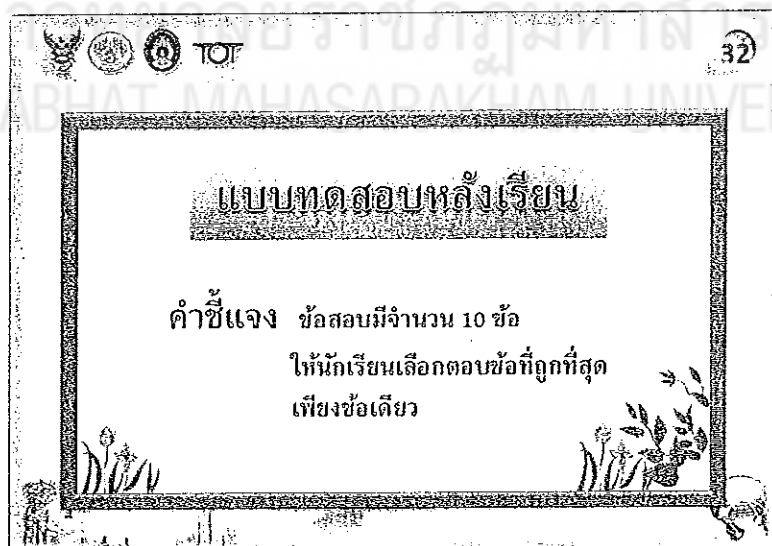 TOT
32
ABHAT MAHASARAKHAM UNIVE
แบบทดสอบหลังเรียน
คำชี้แจง ข้อสอบมีจำนวน 10 ข้อ
ให้นักเรียนเลือกตอบข้อที่ถูกที่สุด
เพียงข้อเดียว